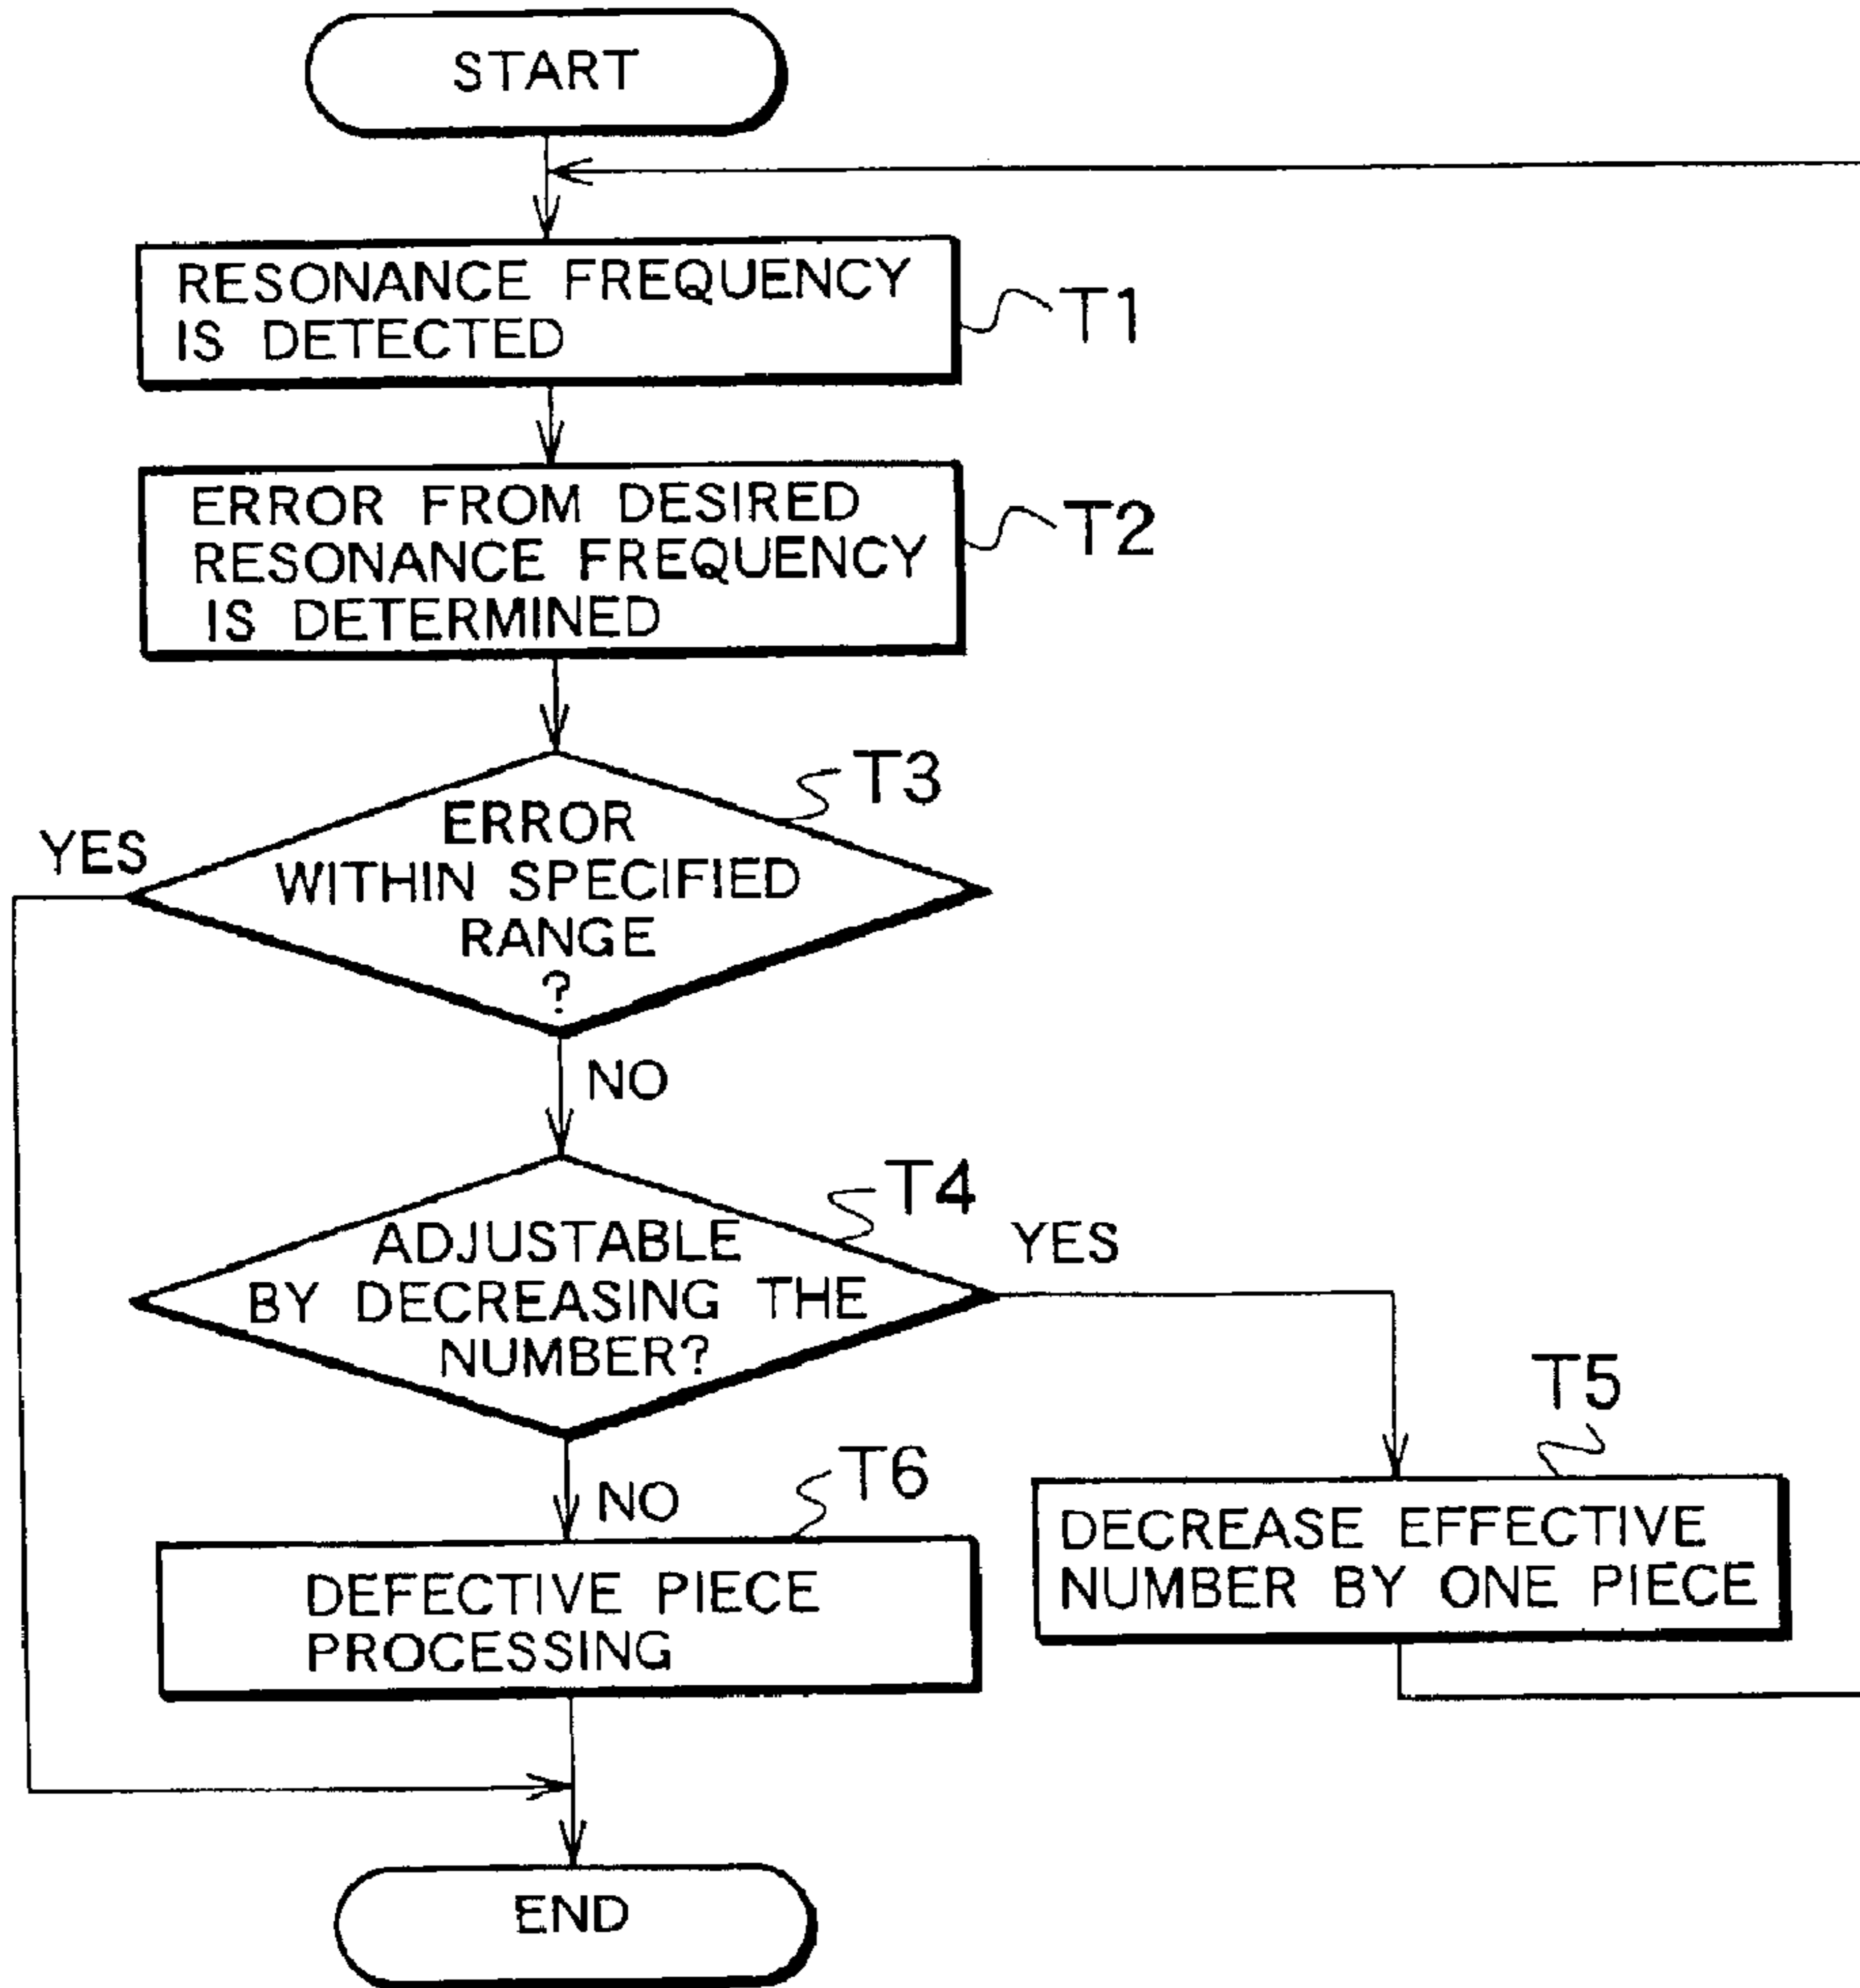 START
RESONANCE FREQUENCY
IS DETECTED
T1
ERROR FROM DESIRED
RESONANCE FREQUENCY
IS DETERMINED
T2
T3
ERROR
WITHIN SPECIFIED
RANGE
?
YES
NO
T4
ADJUSTABLE
BY DECREASING THE
NUMBER?
YES
T5
DECREASE EFFECTIVE
NUMBER BY ONE PIECE
NO
T6
DEFECTIVE PIECE
PROCESSING
END